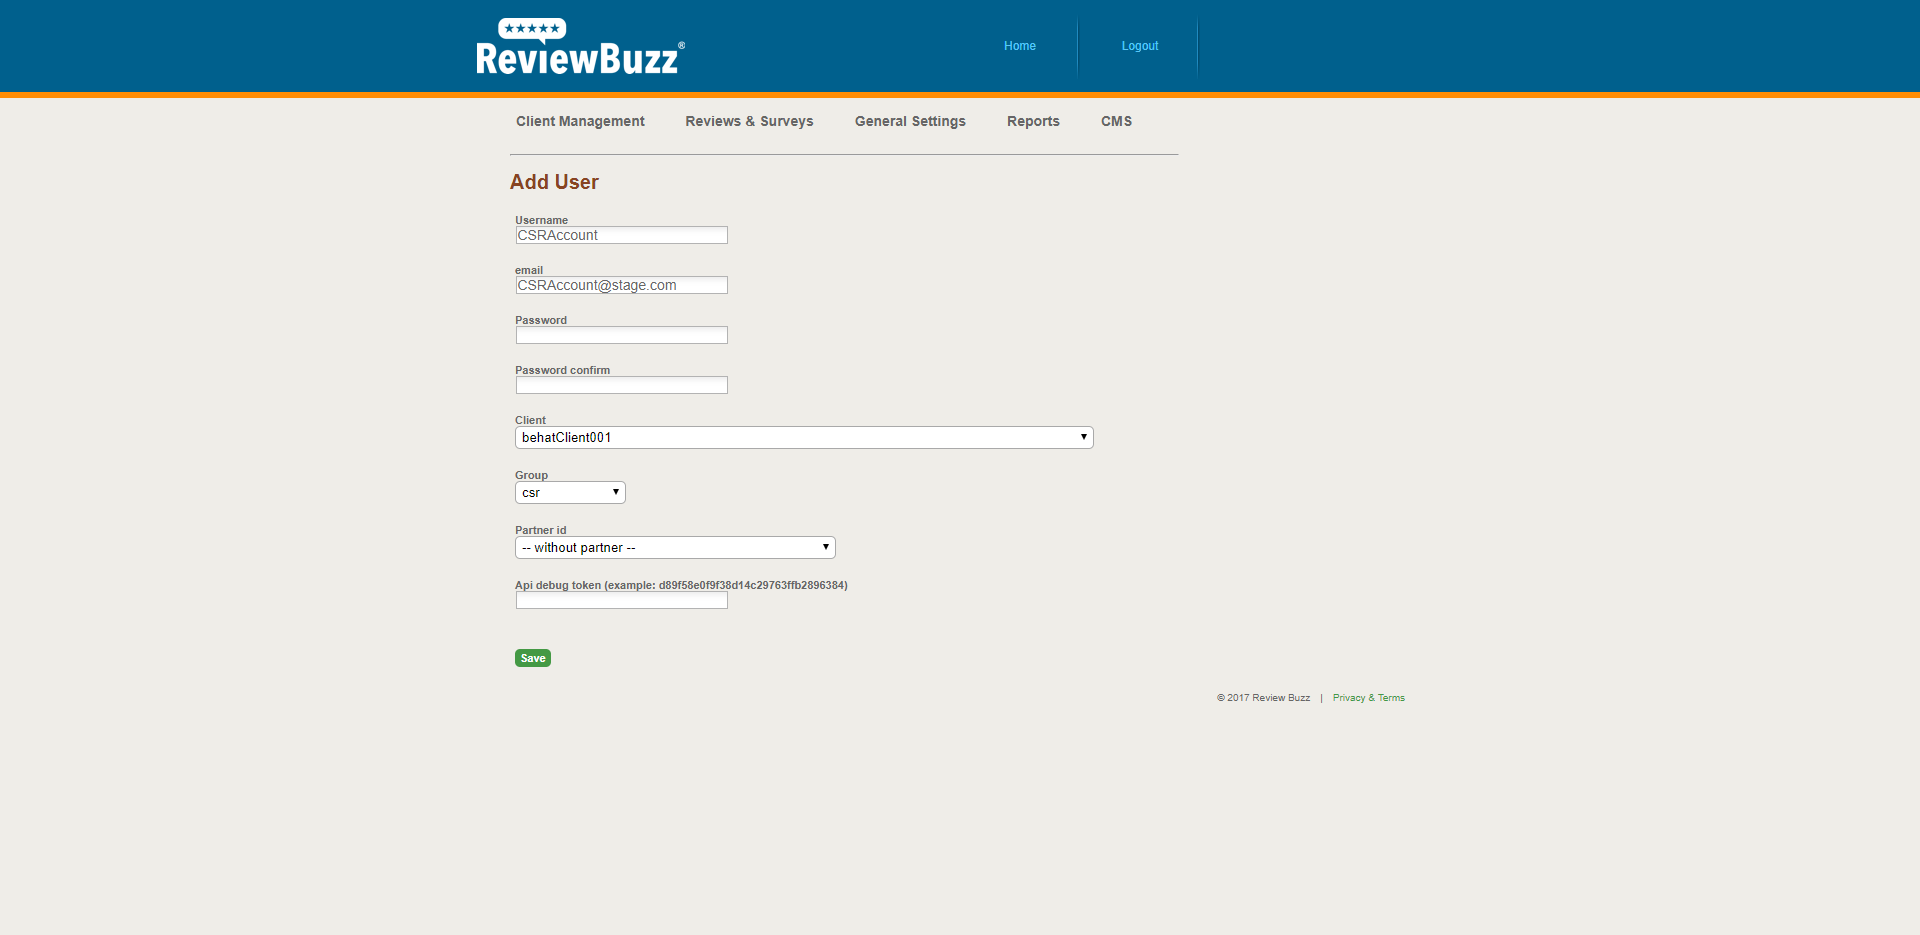 ReviewBuzz®
Home
Logout
Client Management
Reviews & Surveys
General Settings
Reports
CMS
Add User
Username
CSRAccount
email
CSRAccount@stage.com
Password
Password confirm
Client
behatClient001
Group
csr
Partner id
-- without partner --
Api debug token (example: d89f58e0f9f38d14c29763ffb2896384)
Save
© 2017 Review Buzz | Privacy & Terms